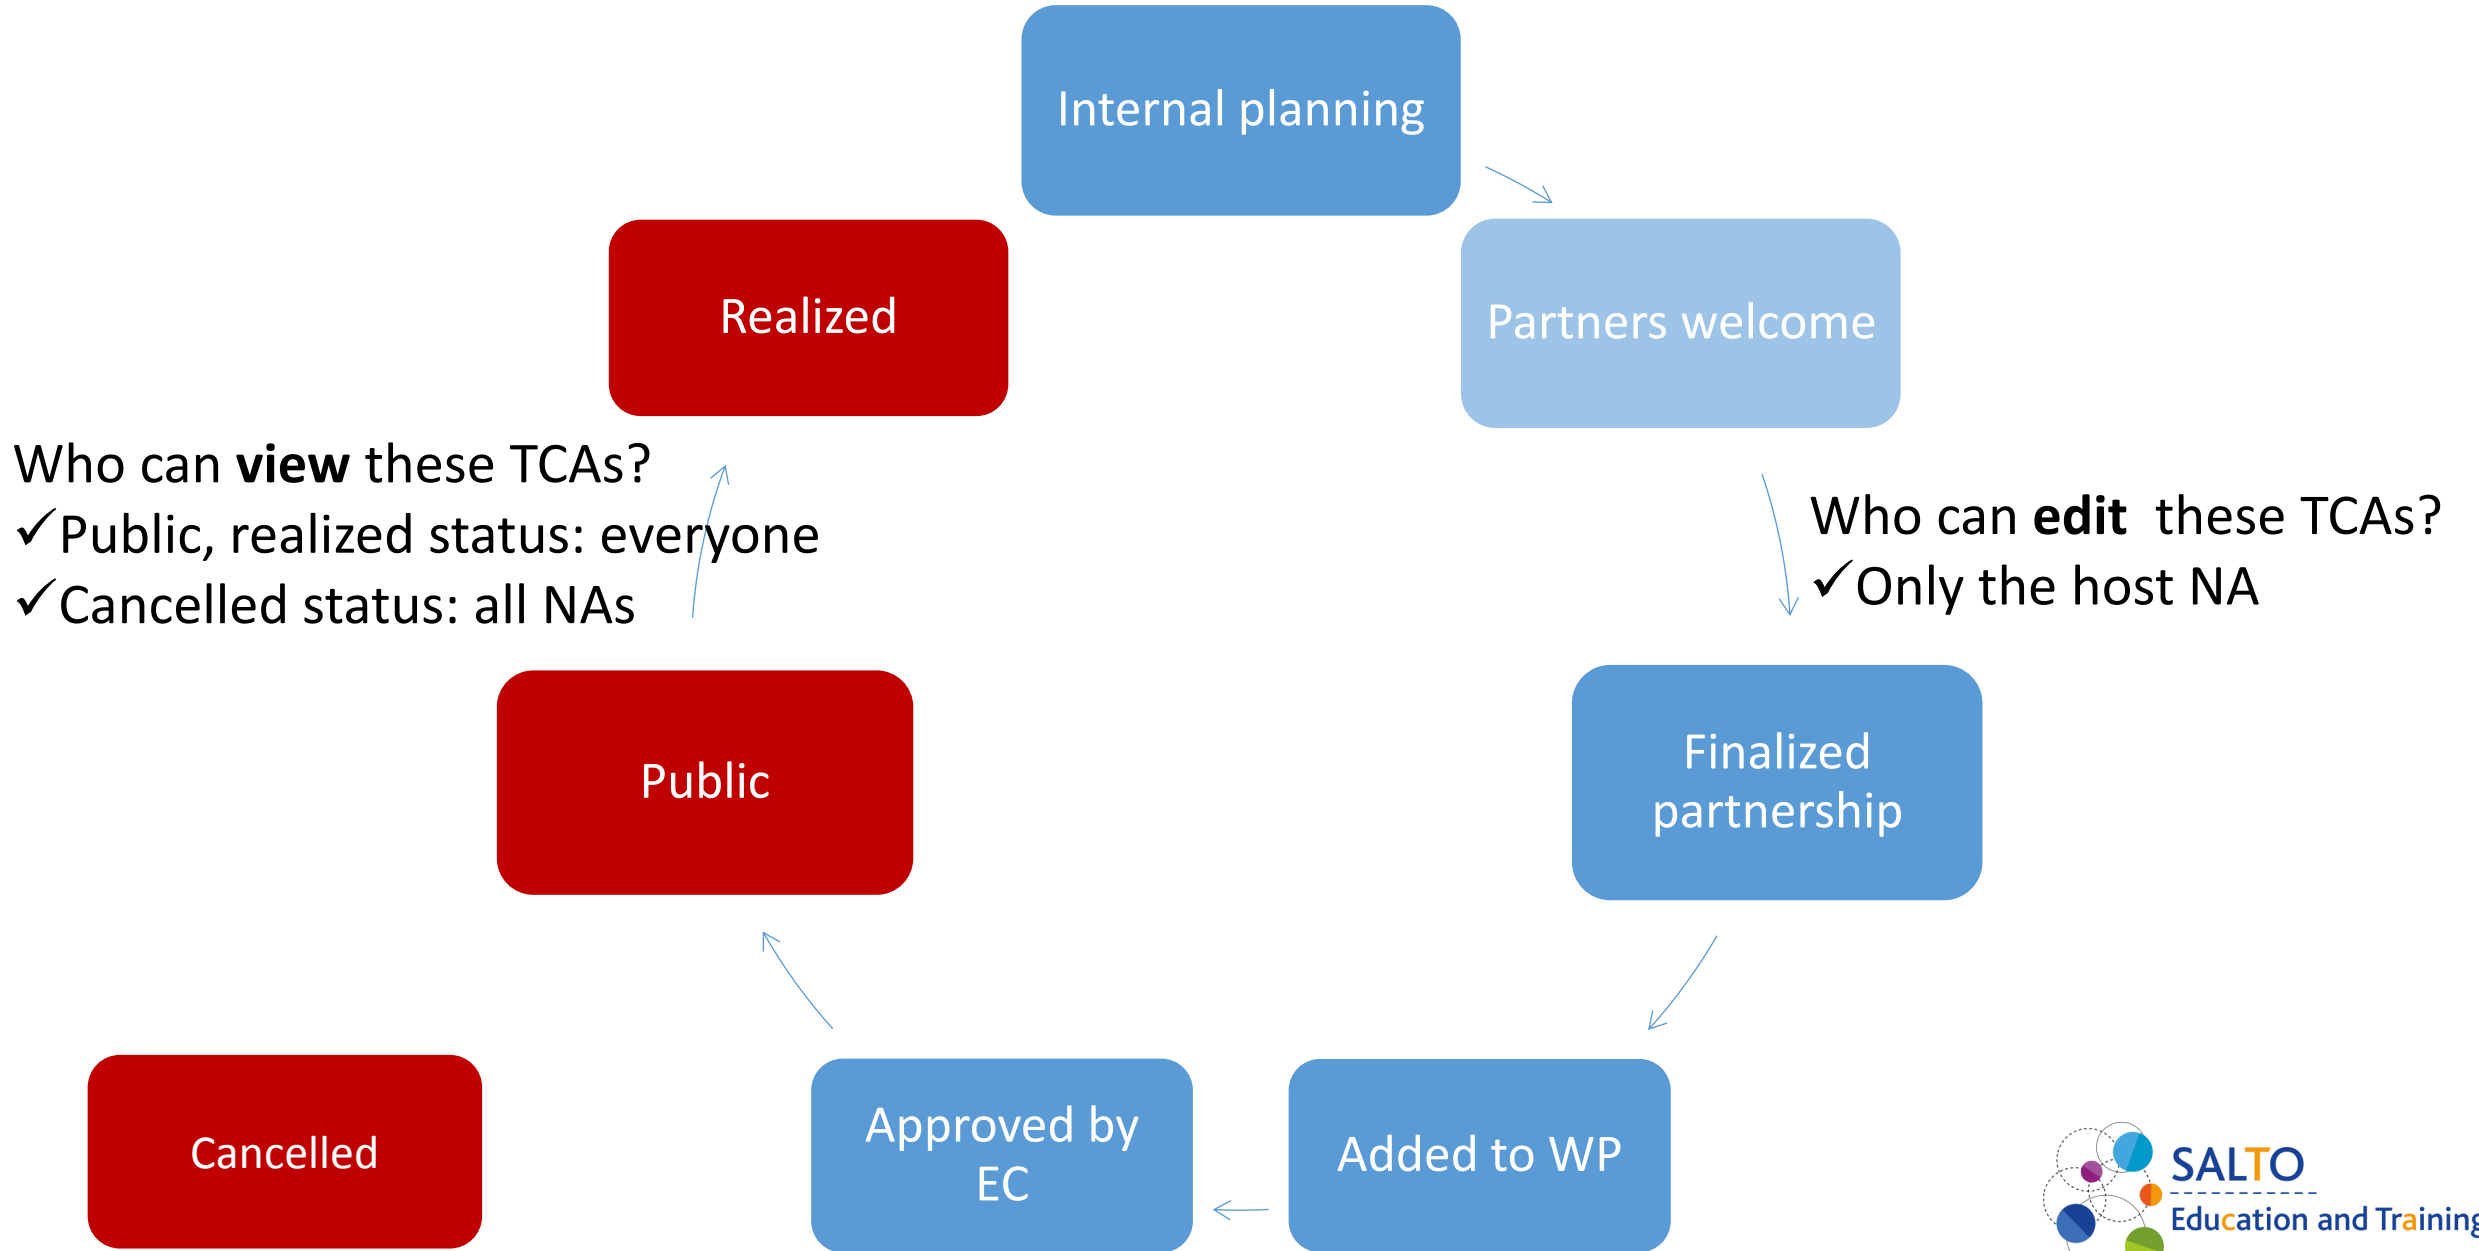 Internal planning
Realized
Partners welcome
Who can view these TCAs?
✓Public, realized status: everyone
✓Cancelled status: all NAs
Who can edit  these TCAs?
✓Only the host NA
Public
Finalized
partnership
Cancelled
Approved by
EC
Added to WP
SALTO
Education and Training